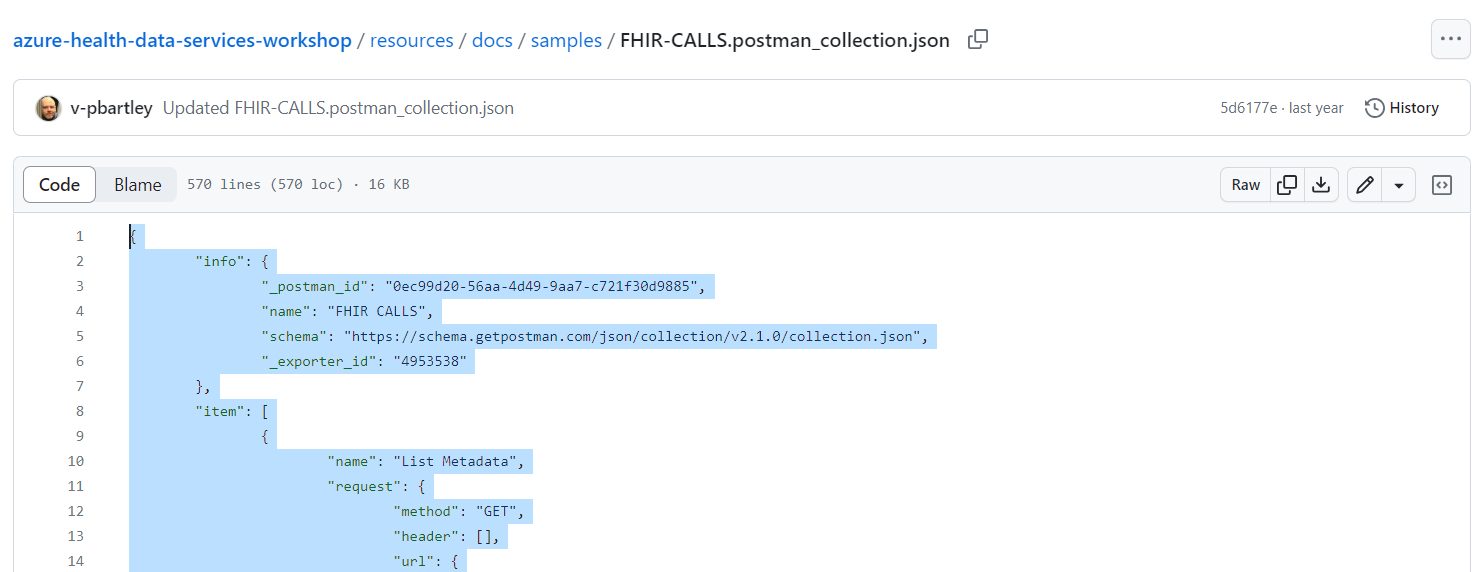 azure-health-data-services-workshop / resources / docs / samples / FHIR-CALLS.postman_collection.json
v-pbartley Updated FHIR-CALLS.postman_collection.json 5d6177e · last year History
Code Blame 570 lines (570 loc) · 16 KB Raw
1 {
2 "info": {
3 "_postman_id": "0ec99d20-56aa-4d49-9aa7-c721f30d9885",
4 "name": "FHIR CALLS",
5 "schema": "https://schema.getpostman.com/json/collection/v2.1.0/collection.json",
6 "_exporter_id": "4953538"
7 },
8 "item": [
9 {
10 "name": "List Metadata",
11 "request": {
12 "method": "GET",
13 "header": [],
14 "url": {